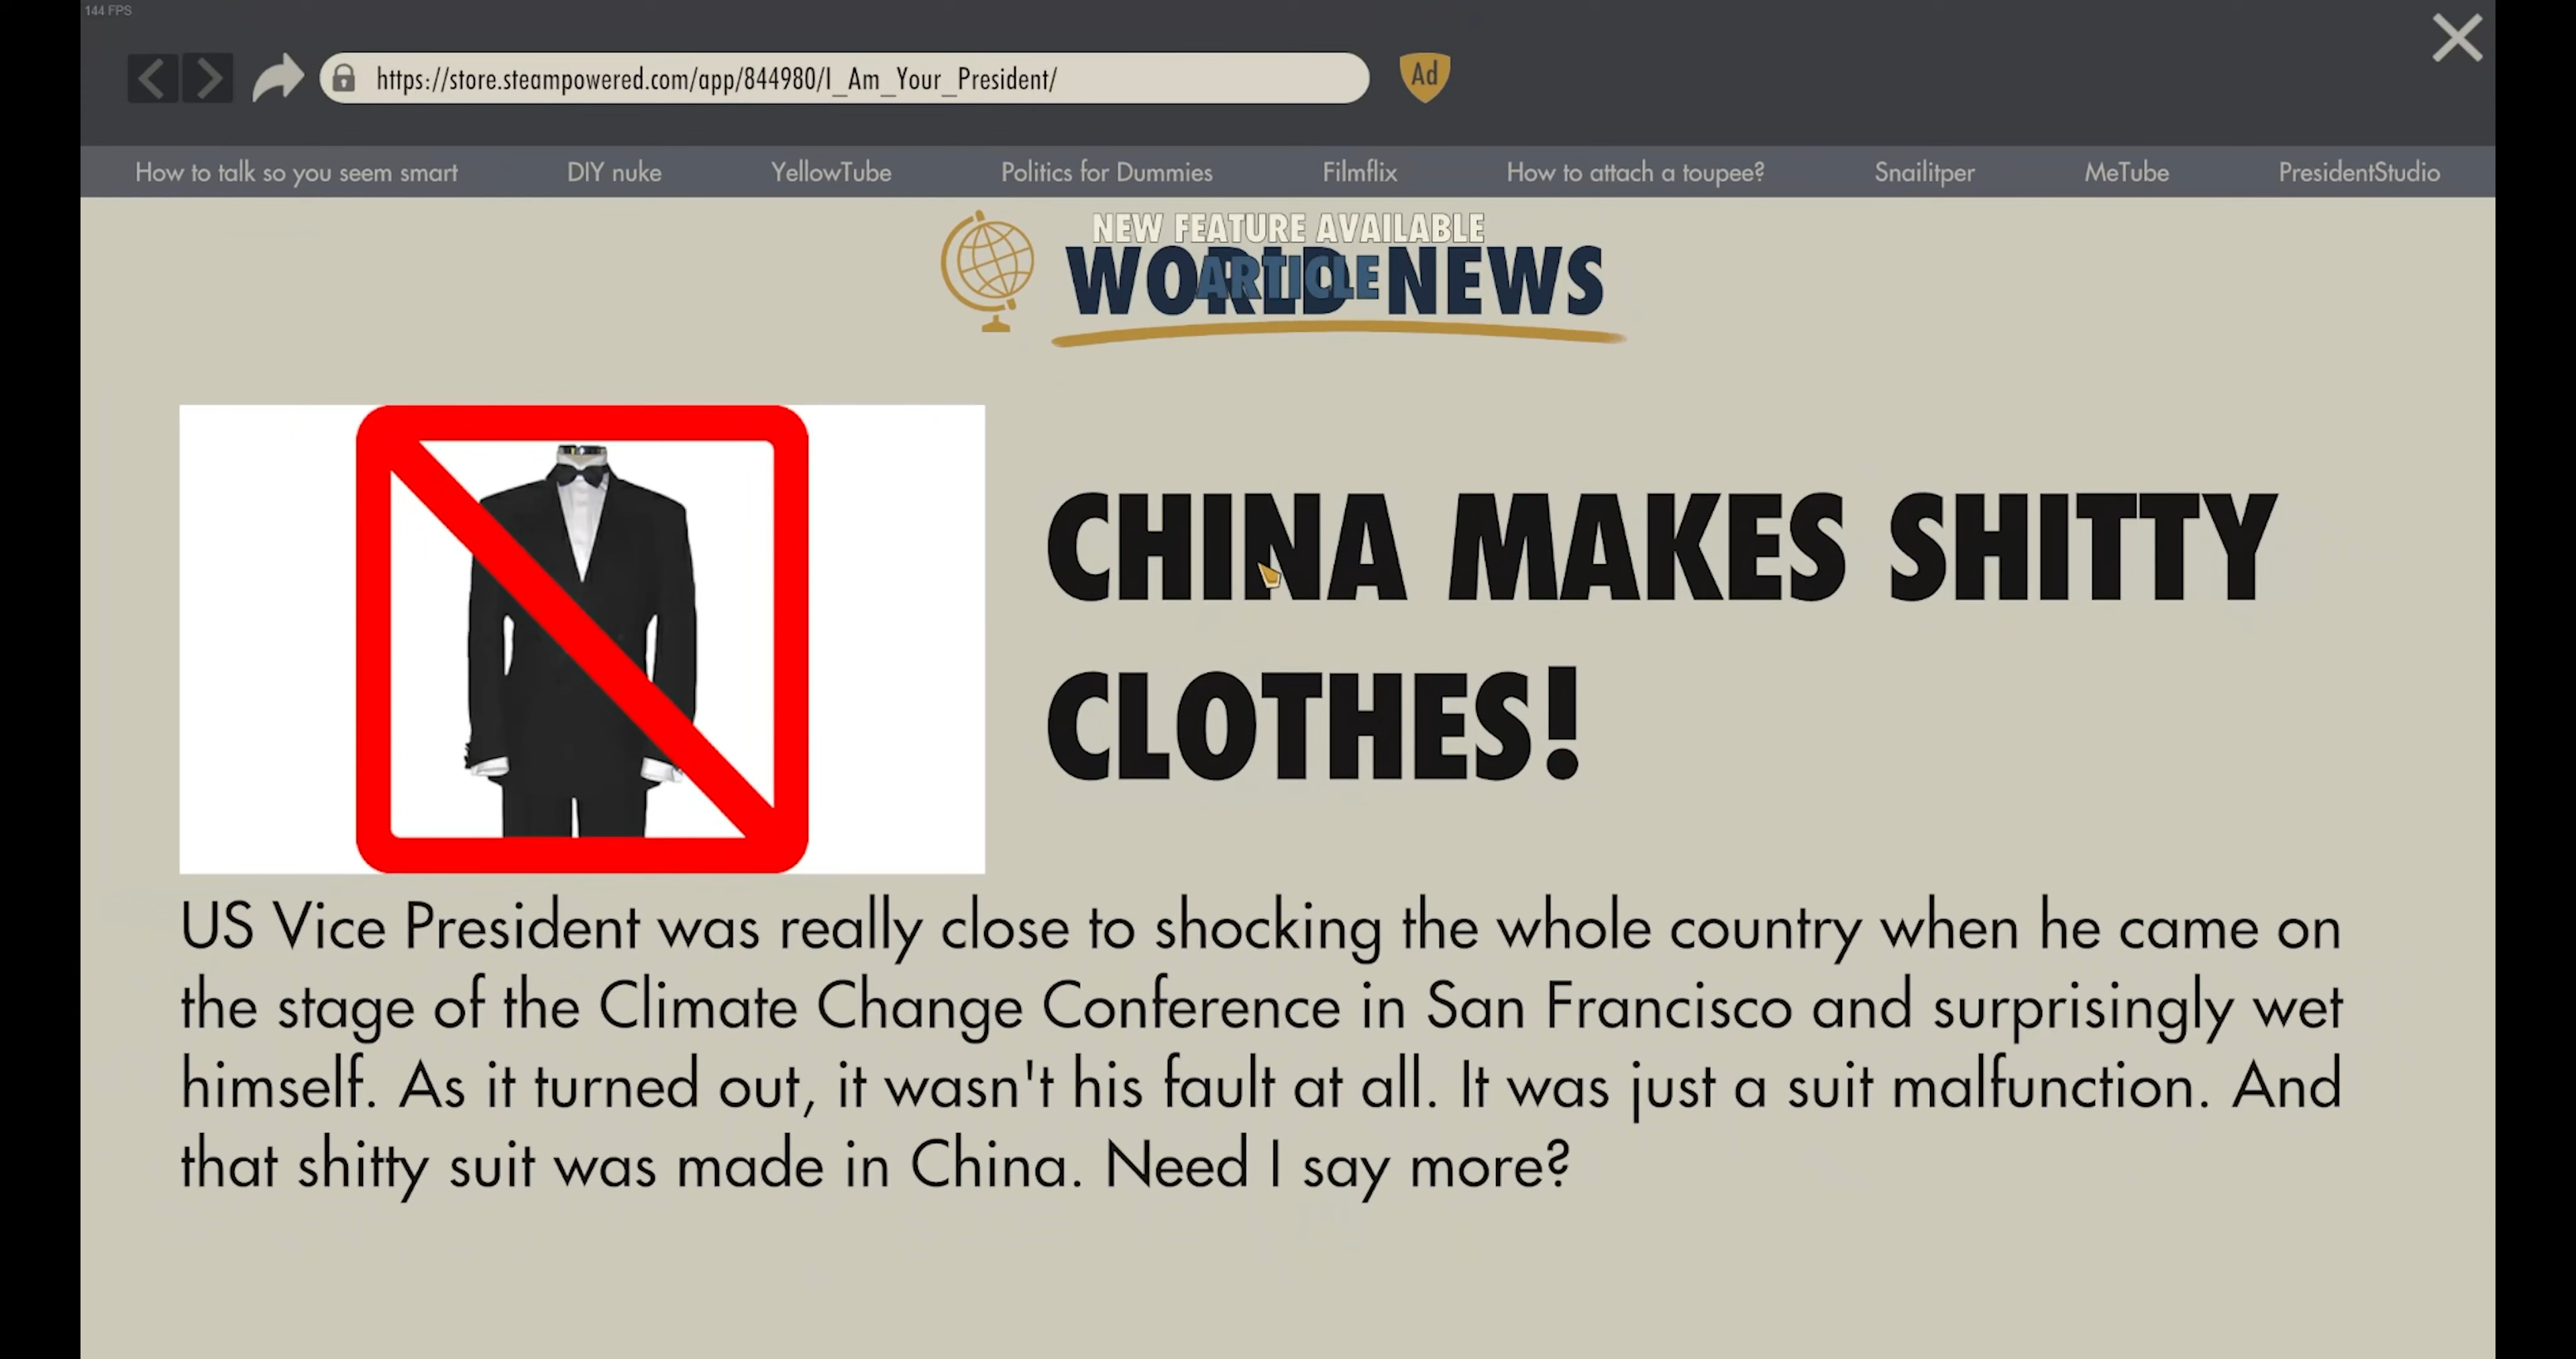 144 FPS
https://store.steampowered.com/app/844980/I_Am_Your_President/
Ad
How to talk so you seem smart DIY nuke YellowTube Politics for Dummies Filmflix How to attach a toupee? Snailitper MeTube PresidentStudio
NEW FEATURE AVAILABLE
WORLD NEWS
ARTICLE
CHINA MAKES SHITTY
CLOTHES!
US Vice President was really close to shocking the whole country when he came on
the stage of the Climate Change Conference in San Francisco and surprisingly wet
himself. As it turned out, it wasn't his fault at all. It was just a suit malfunction. And
that shitty suit was made in China. Need I say more?